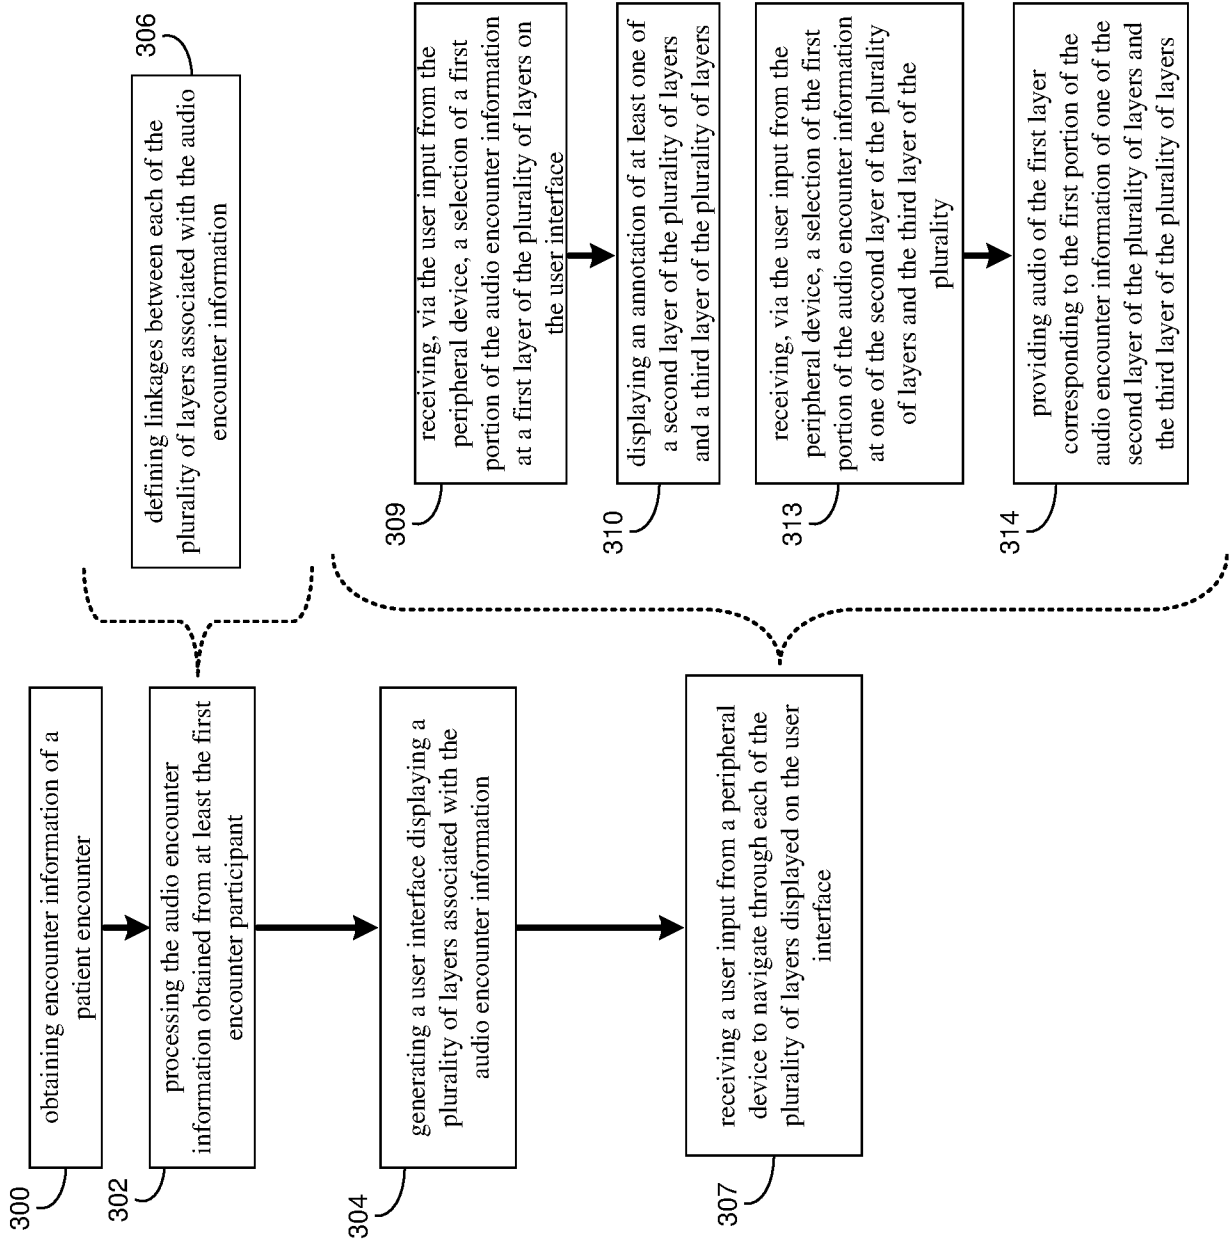 300
obtaining encounter information of a
patient encounter
302
processing the audio encounter
information obtained from at least the first
encounter participant
306
defining linkages between each of the
plurality of layers associated with the audio
encounter information
304
generating a user interface displaying a
plurality of layers associated with the
audio encounter information
307
receiving a user input from a peripheral
device to navigate through each of the
plurality of layers displayed on the user
interface
309
receiving, via the user input from the
peripheral device, a selection of a first
portion of the audio encounter information
at a first layer of the plurality of layers on
the user interface
310
displaying an annotation of at least one of
a second layer of the plurality of layers
and a third layer of the plurality of layers
313
receiving, via the user input from the
peripheral device, a selection of the first
portion of the audio encounter information
at one of the second layer of the plurality
of layers and the third layer of the
plurality
314
providing audio of the first layer
corresponding to the first portion of the
audio encounter information of one of the
second layer of the plurality of layers and
the third layer of the plurality of layers